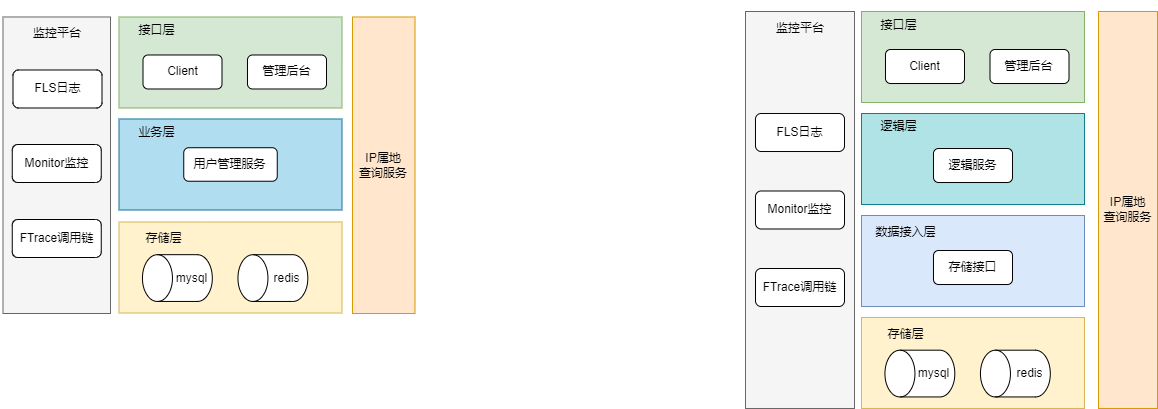 监控平台
FLS日志
Monitor监控
FTrace调用链
接口层
Client
管理后台
业务层
用户管理服务
存储层
mysql
redis
IP属地
查询服务
监控平台
FLS日志
Monitor监控
FTrace调用链
接口层
Client
管理后台
逻辑层
逻辑服务
数据接入层
存储接口
存储层
mysql
redis
IP属地
查询服务